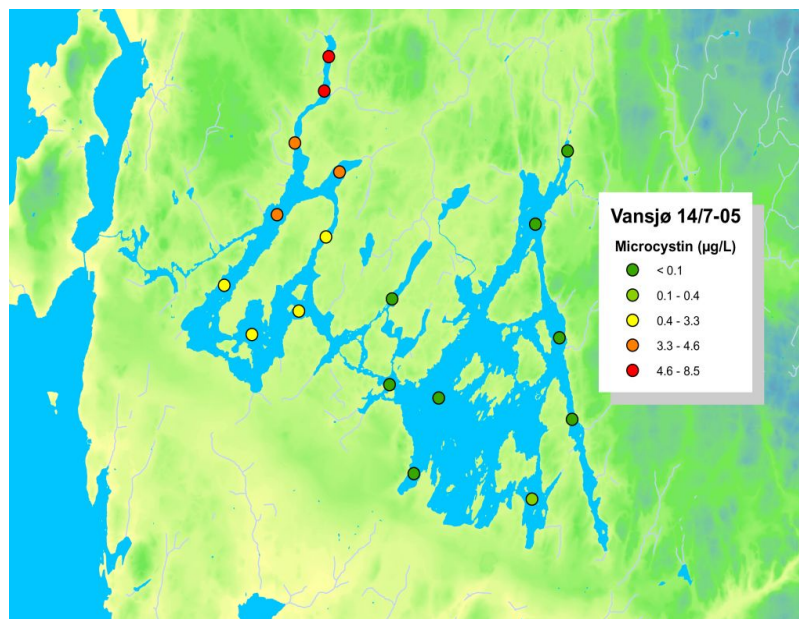 Vansjø 14/7-05
Microcystin (µg/L)
< 0.1
0.1 - 0.4
0.4 - 3.3
3.3 - 4.6
4.6 - 8.5